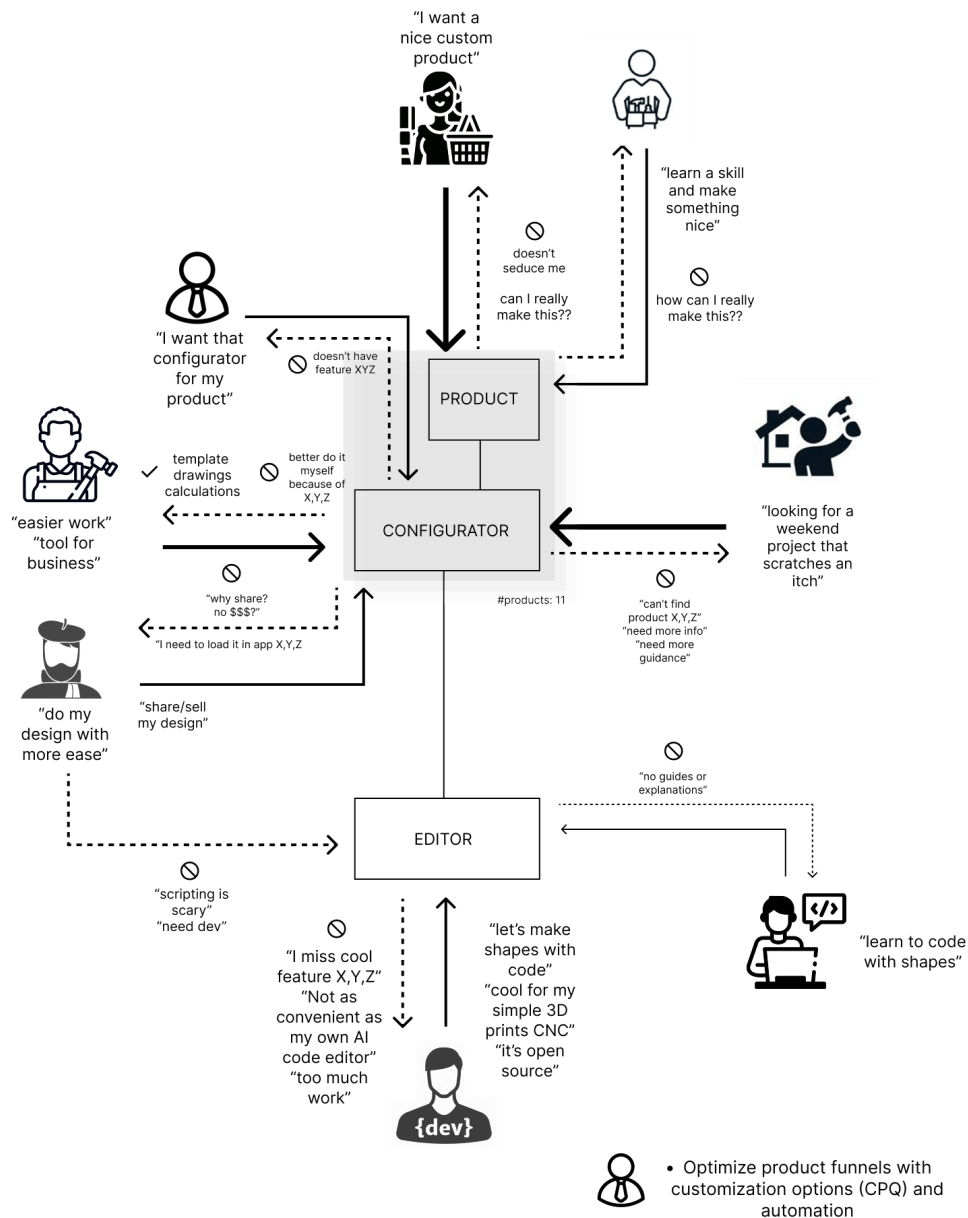 “I want a
nice custom
product”
“learn a skill
and make
something
nice“
doesn’t
seduce me
can I really
make this??
how can I really
make this??
“I want that
configurator
for my
product”
doesn’t have
feature XYZ
PRODUCT
template
drawings
calculations
better do it
myself
because of
X,Y,Z
“easier work”
“tool for
business”
CONFIGURATOR
“looking for a
weekend
project that
scratches an
itch”
“why share?
no $$$?”
#products: 11
“can’t find
product X,Y,Z”
“need more info”
“need more
guidance”
“I need to load it in app X,Y,Z
“do my
design with
more ease”
“share/sell
my design”
“no guides or
explanations”
EDITOR
“scripting is
scary”
“need dev”
“I miss cool
feature X,Y,Z”
“Not as
convenient as
my own AI
code editor”
“too much
work”
“let’s make
shapes with
code”
“cool for my
simple 3D
prints CNC”
“it’s open
source”
</>
“learn to code
with shapes”
{dev}
• Optimize product funnels with
customization options (CPQ) and
automation